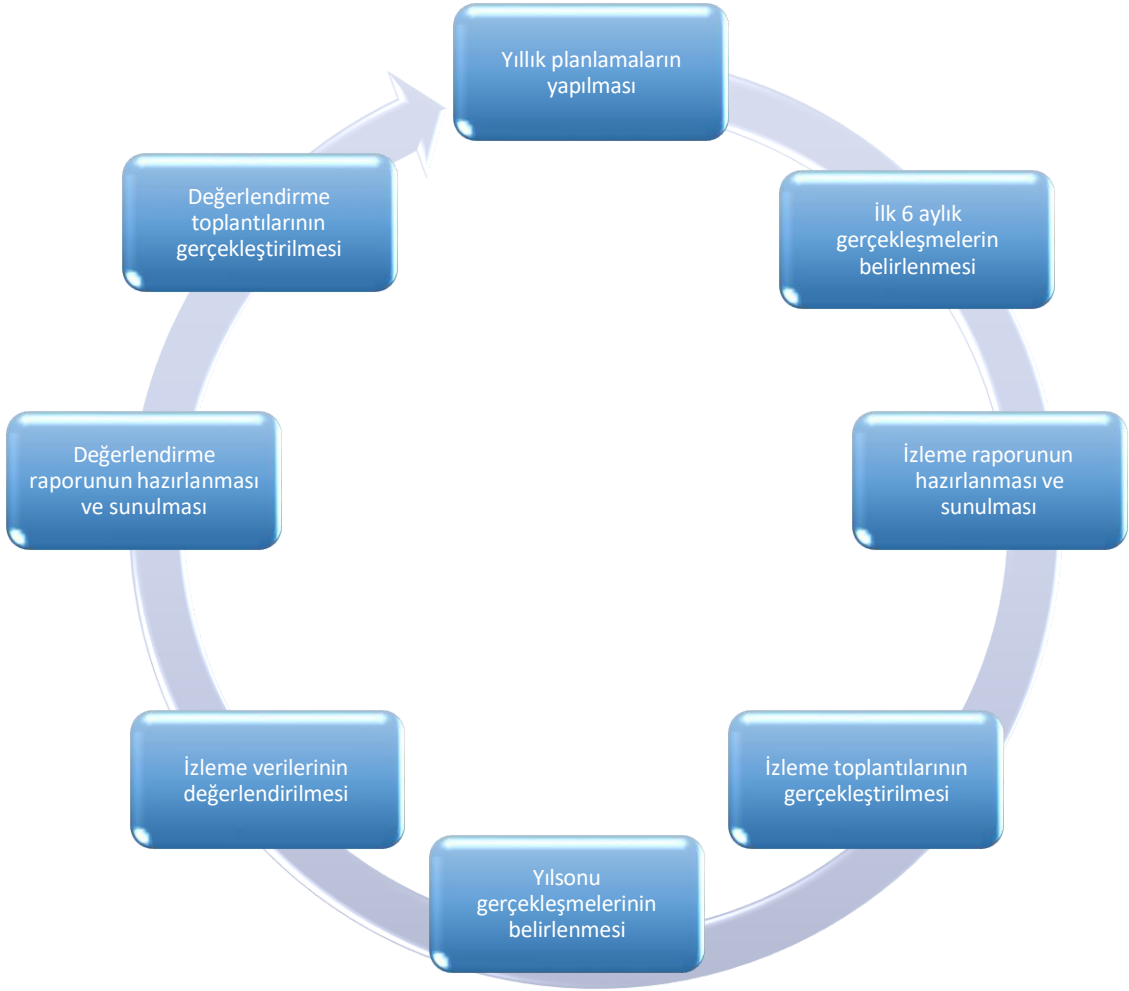 Yıllık planlamaların
yapılması
İlk 6 aylık
gerçekleşmelerin
belirlenmesi
İzleme raporunun
hazırlanması ve
sunulması
İzleme toplantılarının
gerçekleştirilmesi
Yılsonu
gerçekleşmelerinin
belirlenmesi
İzleme verilerinin
değerlendirilmesi
Değerlendirme
raporunun hazırlanması
ve sunulması
Değerlendirme
toplantılarının
gerçekleştirilmesi